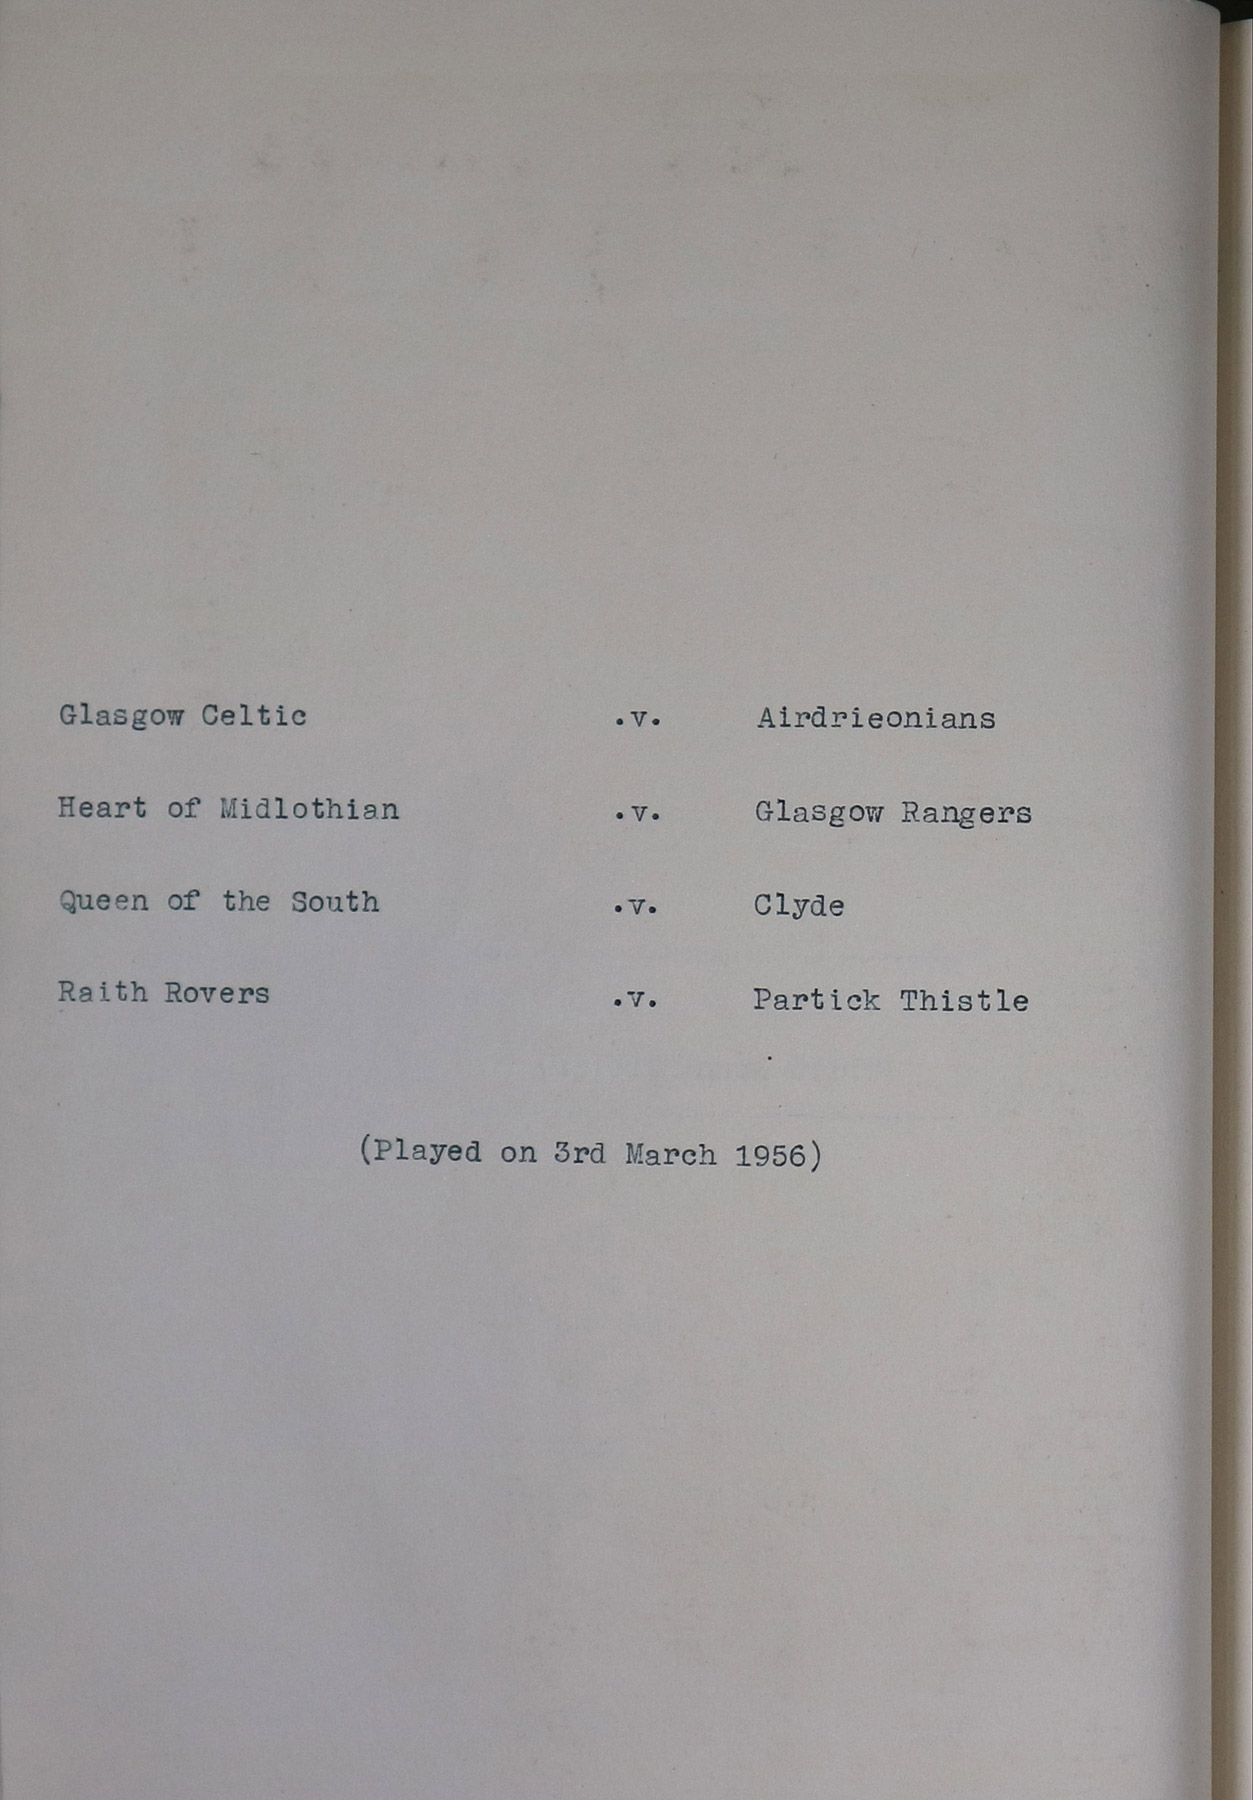 Glasgow Celtic .v. Airdrieonians
Heart of Midlothian .v. Glasgow Rangers
Queen of the South .v. Clyde
Raith Rovers .v. Partick Thistle
(Played on 3rd March 1956)